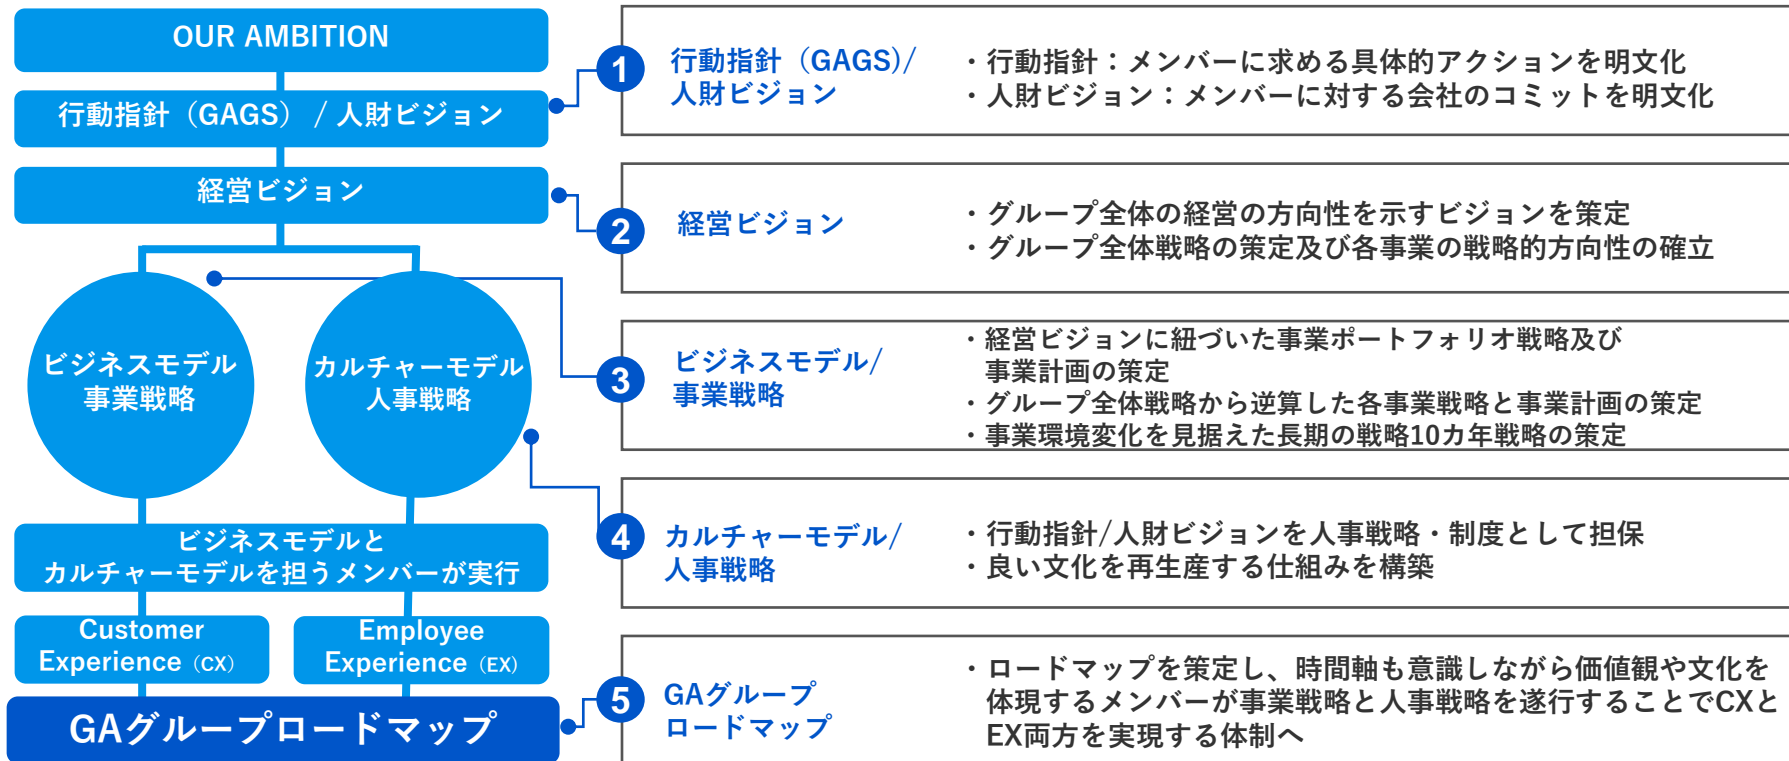 OUR AMBITION
行動指針（GAGS） / 人財ビジョン
経営ビジョン
ビジネスモデル
事業戦略
カルチャーモデル
人事戦略
ビジネスモデルと
カルチャーモデルを担うメンバーが実行
Customer
Experience（CX）
Employee
Experience（EX）
GAグループロードマップ
1
行動指針（GAGS)/
人財ビジョン
・行動指針：メンバーに求める具体的アクションを明文化
・人財ビジョン：メンバーに対する会社のコミットを明文化
2
経営ビジョン
・グループ全体の経営の方向性を示すビジョンを策定
・グループ全体戦略の策定及び各事業の戦略的方向性の確立
3
ビジネスモデル/
事業戦略
・経営ビジョンに紐づいた事業ポートフォリオ戦略及び
事業計画の策定
・グループ全体戦略から逆算した各事業戦略と事業計画の策定
・事業環境変化を見据えた長期の戦略10カ年戦略の策定
4
カルチャーモデル/
人事戦略
・行動指針/人財ビジョンを人事戦略・制度として担保
・良い文化を再生産する仕組みを構築
5
GAグループ
ロードマップ
・ロードマップを策定し、時間軸も意識しながら価値観や文化を
体現するメンバーが事業戦略と人事戦略を遂行することでCXと
EX両方を実現する体制へ